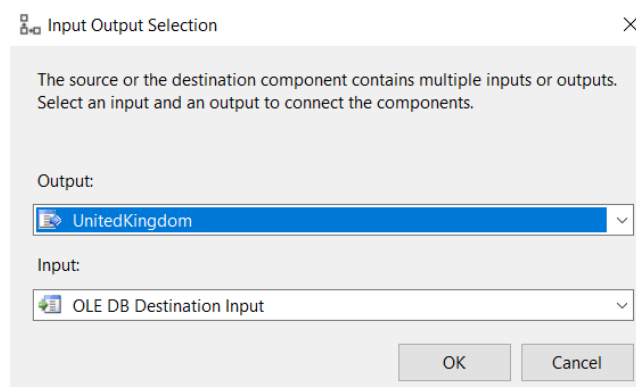 Input Output Selection
The source or the destination component contains multiple inputs or outputs.
Select an input and an output to connect the components.
Output:
UnitedKingdom
Input:
OLE DB Destination Input
OK Cancel